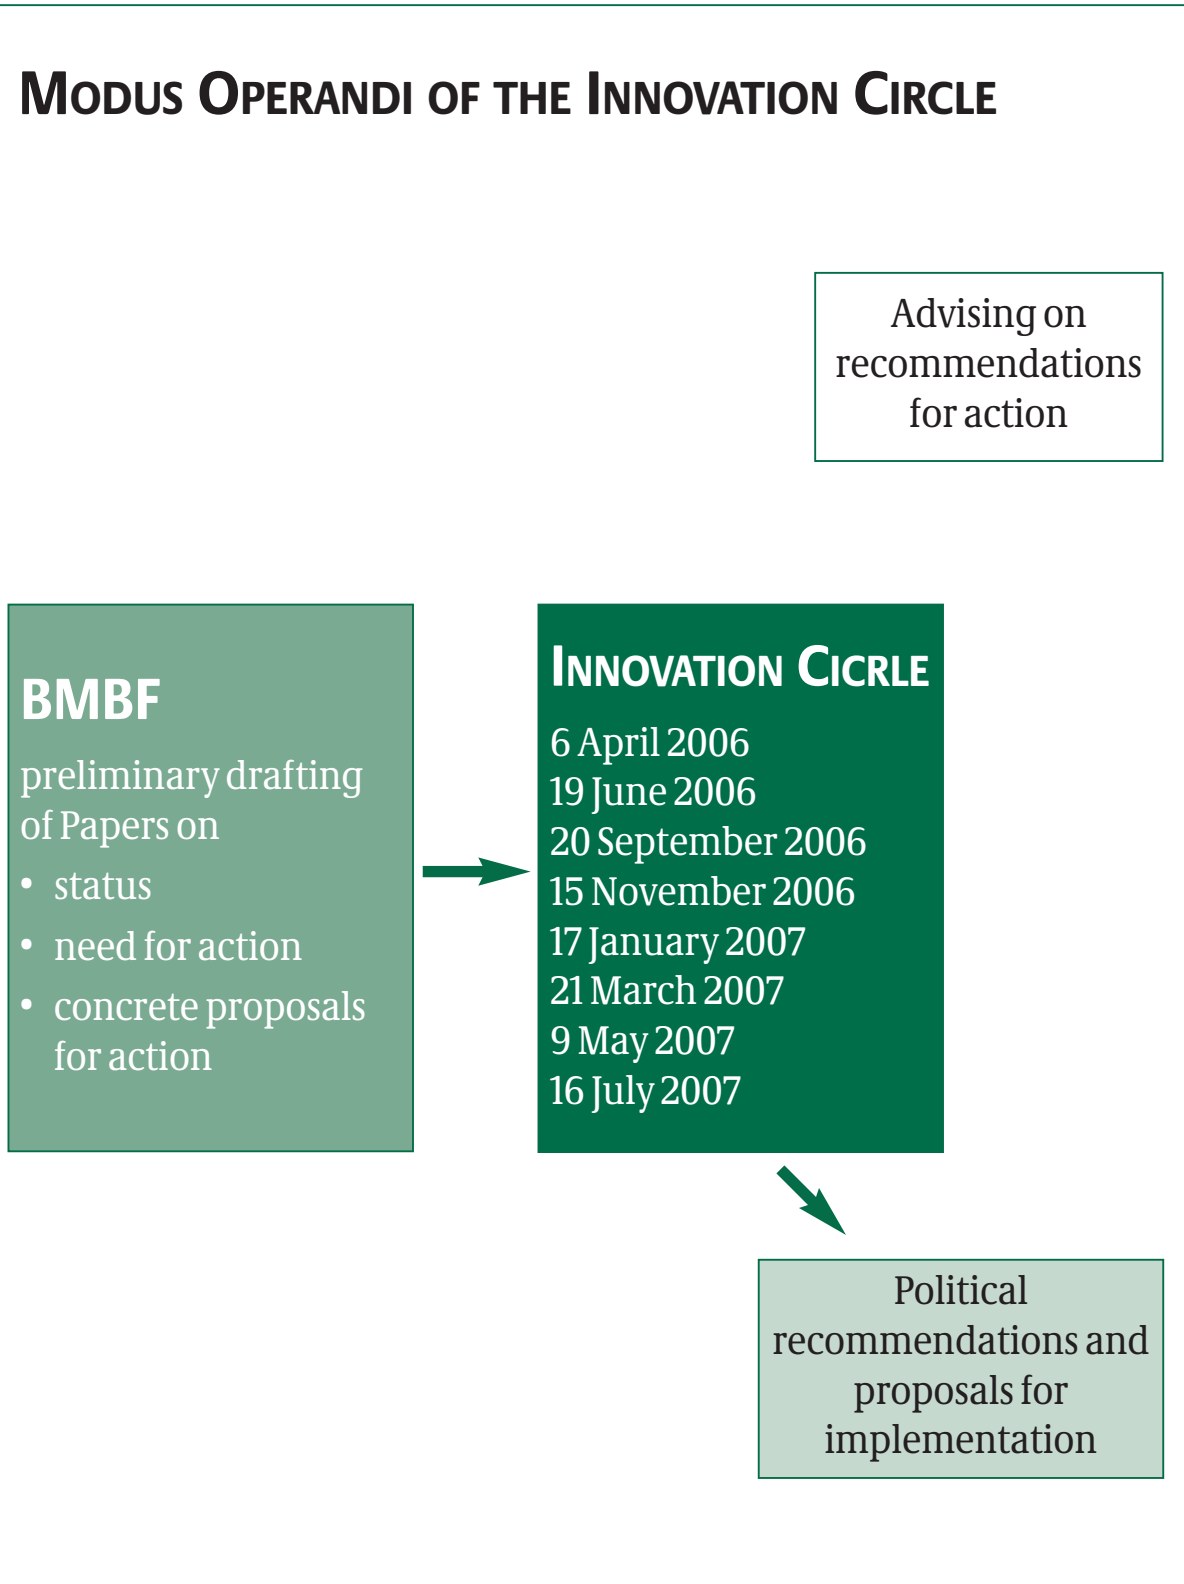 MODUS OPERANDI OF THE INNOVATION CIRCLE
Advising on
recommendations
for action
BMBF
preliminary drafting
of Papers on
• status
• need for action
• concrete proposals
for action
INNOVATION CICRLE
6 April 2006
19 June 2006
20 September 2006
15 November 2006
17 January 2007
21 March 2007
9 May 2007
16 July 2007
Political
recommendations and
proposals for
implementation